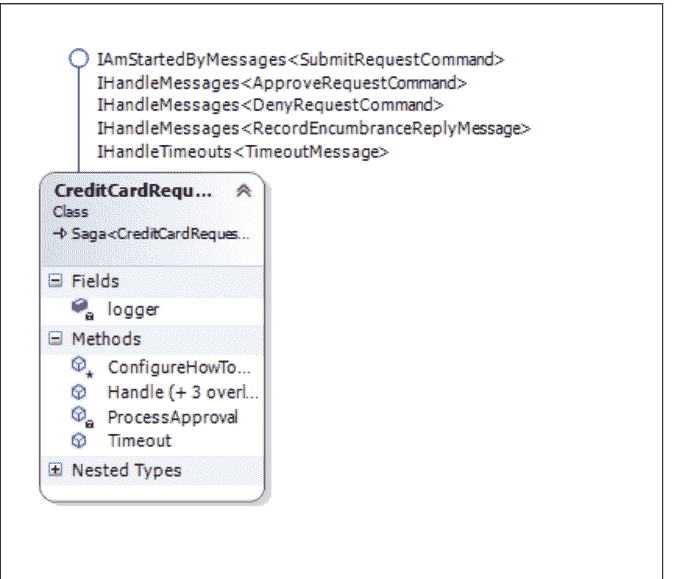 IAmStartedByMessages<SubmitRequestCommand>
IHandleMessages<ApproveRequestCommand>
IHandleMessages<DenyRequestCommand>
IHandleMessages<RecordEncumbranceReplyMessage>
IHandleTimeouts<TimeoutMessage>
CreditCardRequ...
Class
Saga<CreditCardReques...
Fields
logger
Methods
ConfigureHowTo...
Handle (+ 3 overl...
ProcessApproval
Timeout
Nested Types